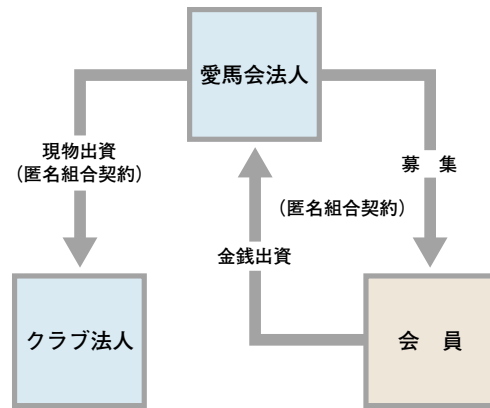 愛馬会法人
現物出資
（匿名組合契約）
募　集
（匿名組合契約）
金銭出資
クラブ法人
会　員